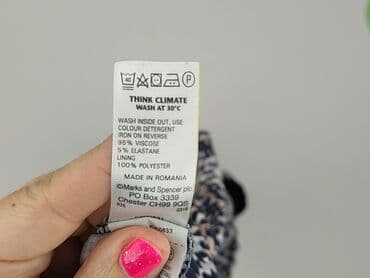 40 P
THINK CLIMATE
WASH AT 30°C
WASH INSIDE OUT, USE
COLOUR DETERGENT
IRON ON REVERSE
95% VISCOSE
5% ELASTANE
LINING
100% POLYESTER
MADE IN ROMANIA
©Marks and Spencer plc
PO Box 3339
Chester CH99 9QS